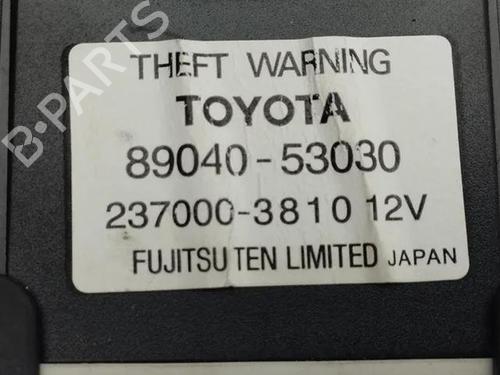 B-PARTS
THEFT WARNING
TOYOTA
89040-53030
237000-3810 12V
FUJITSU TEN LIMITED JAPAN